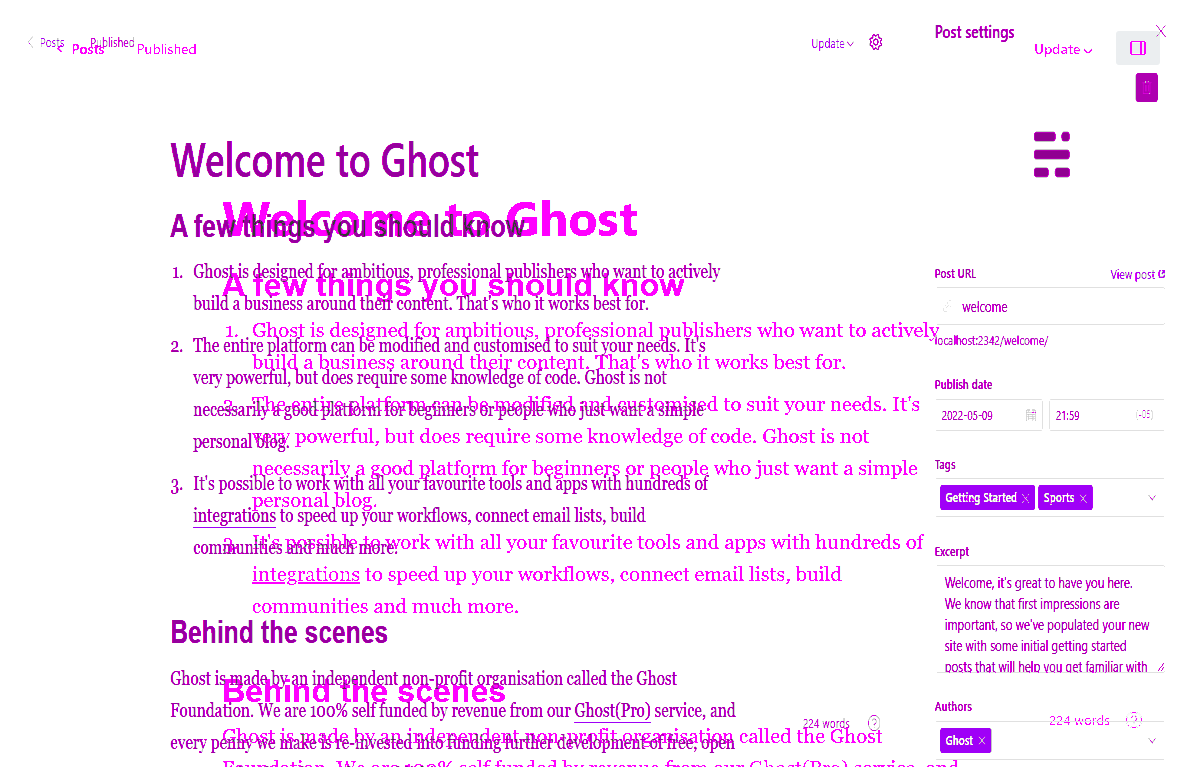 Posts Published Update
Post settings
Posts Published Update
Welcome to Ghost
A few things you should know
1. Ghost is designed for ambitious, professional publishers who want to actively
build a business around their content. That's who it works best for.
2. The entire platform can be modified and customised to suit your needs. It's
very powerful, but does require some knowledge of code. Ghost is not
necessarily a good platform for beginners or people who just want a simple
personal blog.
3. It's possible to work with all your favourite tools and apps with hundreds of
integrations to speed up your workflows, connect email lists, build
communities and much more.
Behind the scenes
Ghost is made by an independent non-profit organisation called the Ghost
Foundation. We are 100% self funded by revenue from our Ghost(Pro) service, and
every penny we make is re-invested into funding further development of free, open
224 words
Welcome to Ghost
A few things you should know
1. Ghost is designed for ambitious, professional publishers who want to actively
build a business around their content. That's who it works best for.
2. The entire platform can be modified and customised to suit your needs. It's
very powerful, but does require some knowledge of code. Ghost is not
necessarily a good platform for beginners or people who just want a simple
personal blog.
3. It's possible to work with all your favourite tools and apps with hundreds of
integrations to speed up your workflows, connect email lists, build
communities and much more.
Behind the scenes
Ghost is made by an independent non-profit organisation called the Ghost
Foundation. We are 100% self funded by revenue from our Ghost(Pro) service, and
224 words
Post URL View post
welcome
localhost:2342/welcome/
Publish date
2022-05-09 21:59 (-05)
Tags
Getting Started × Sports ×
Excerpt
Welcome, it's great to have you here.
We know that first impressions are
important, so we've populated your new
site with some initial getting started
posts that will help you get familiar with
Authors
Ghost ×